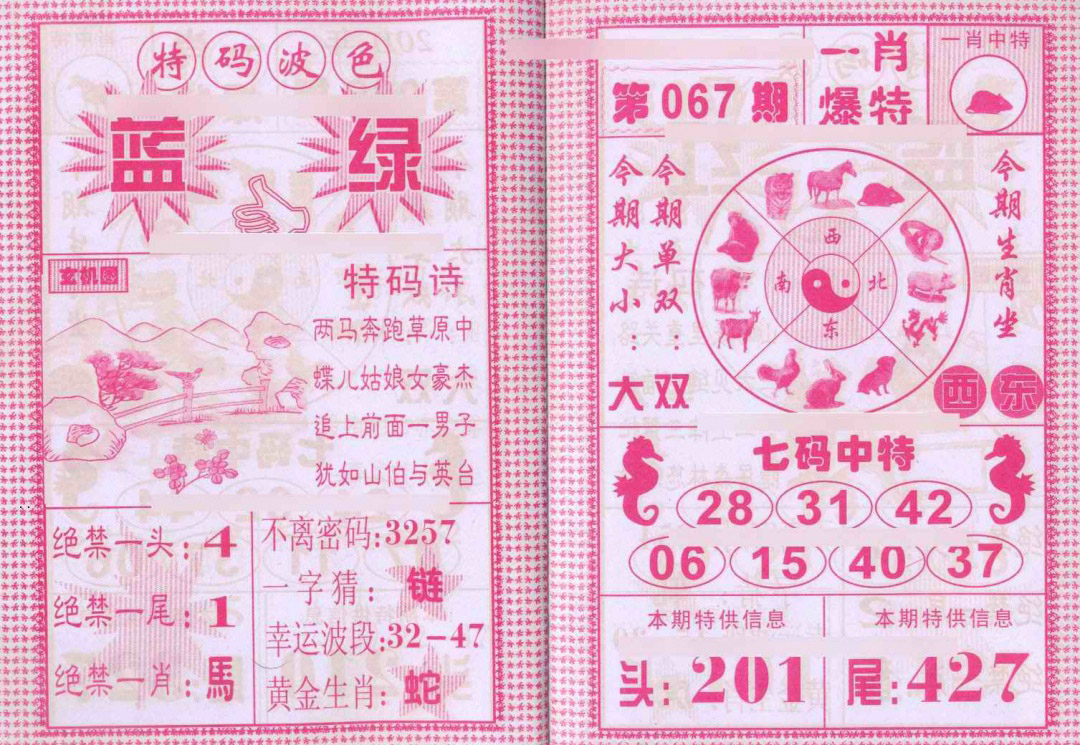 特码波色
蓝 绿
玄机图
特码诗
两马奔跑草原中
蝶儿姑娘女豪杰
追上前面一男子
犹如山伯与英台
绝禁一头:4
绝禁一尾:1
绝禁一肖:馬
不离密码:3257
一字猜:链
幸运波段:32-47
黄金生肖:蛇
第067期
一肖
爆特
一肖中特
今期大小:大
今期单双:双
西
南 北
东
今期生肖坐
西东
七码中特
28 31 42
06 15 40 37
本期特供信息
头:201
本期特供信息
尾:427